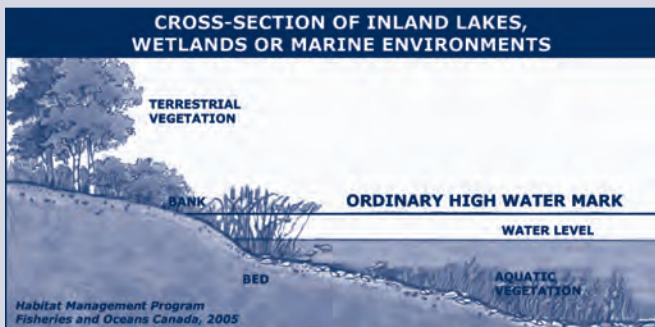 CROSS-SECTION OF INLAND LAKES,
WETLANDS OR MARINE ENVIRONMENTS
TERRESTRIAL
VEGETATION
BANK
ORDINARY HIGH WATER MARK
WATER LEVEL
BED
AQUATIC
VEGETATION
Habitat Management Program
Fisheries and Oceans Canada, 2005